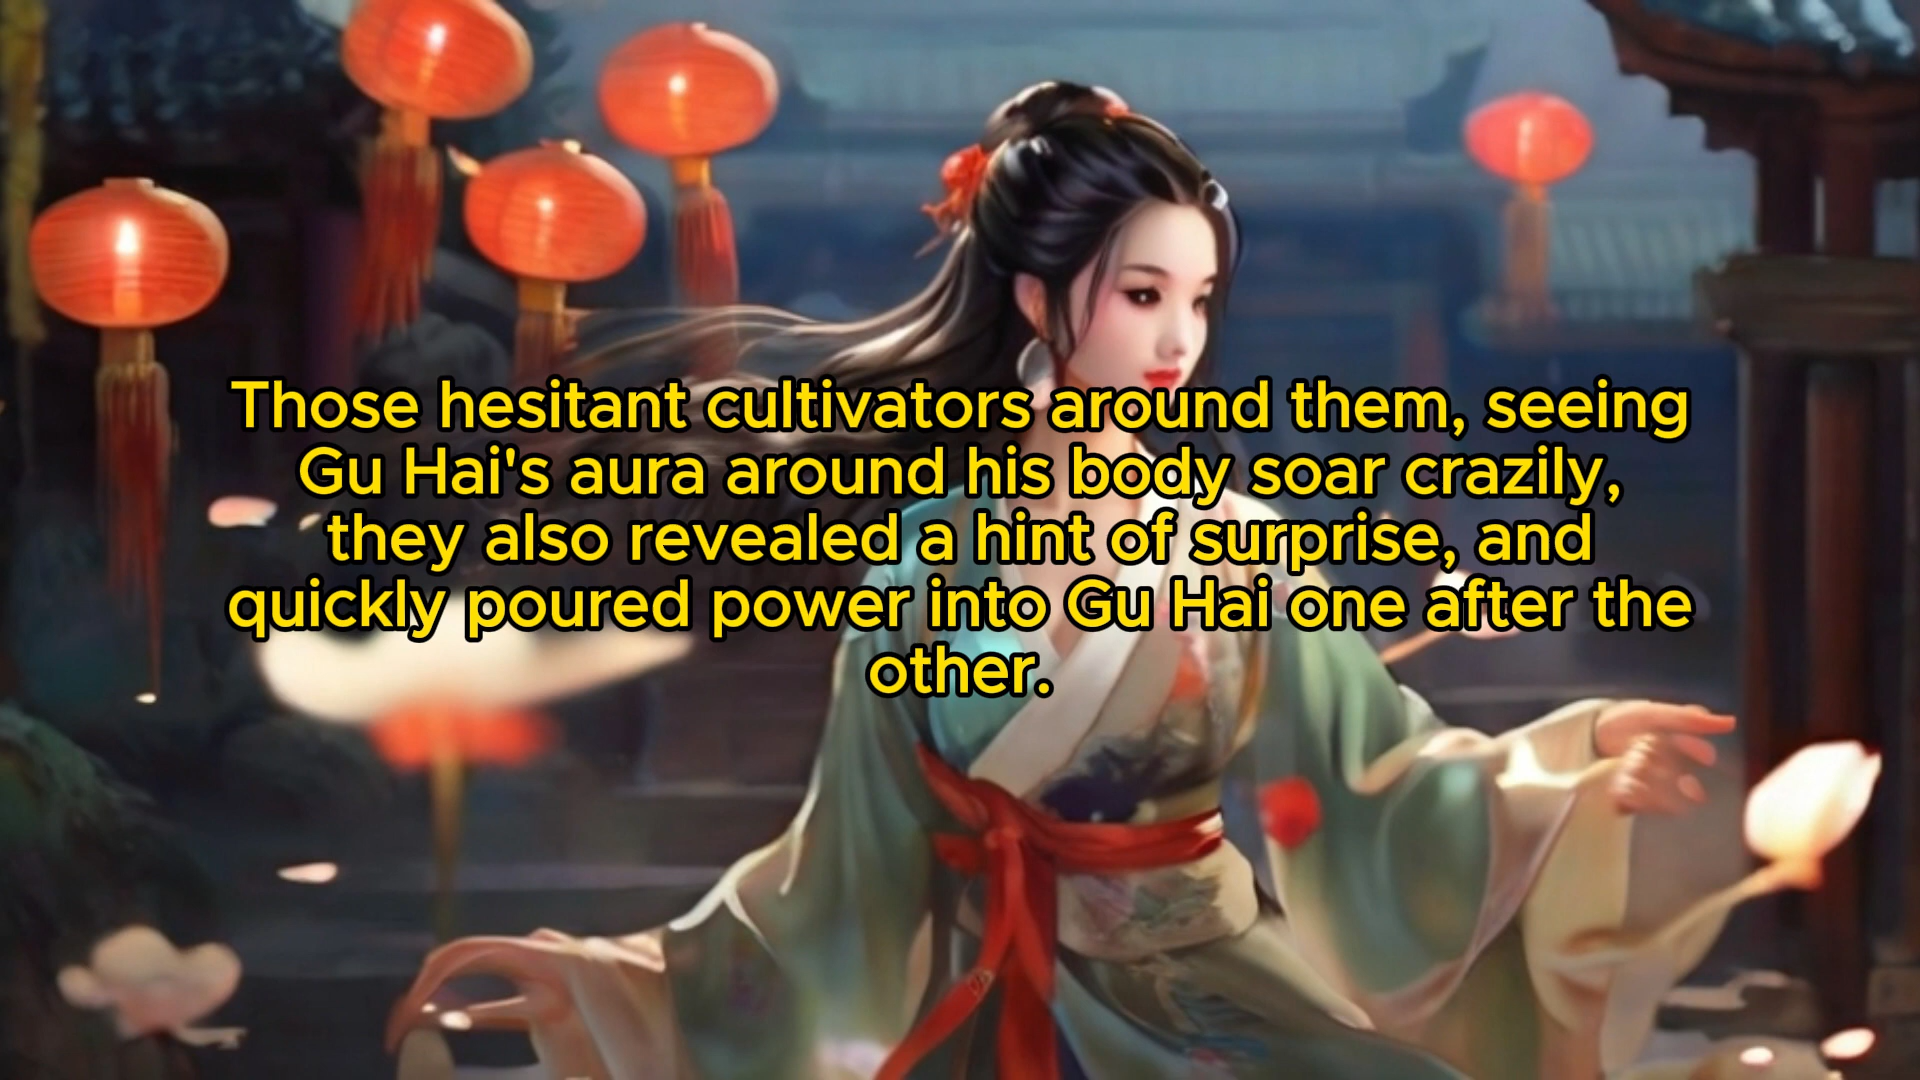 Those hesitant cultivators around them, seeing
Gu Hai's aura around his body soar crazily,
they also revealed a hint of surprise, and
quickly poured power into Gu Hai one after the
other.